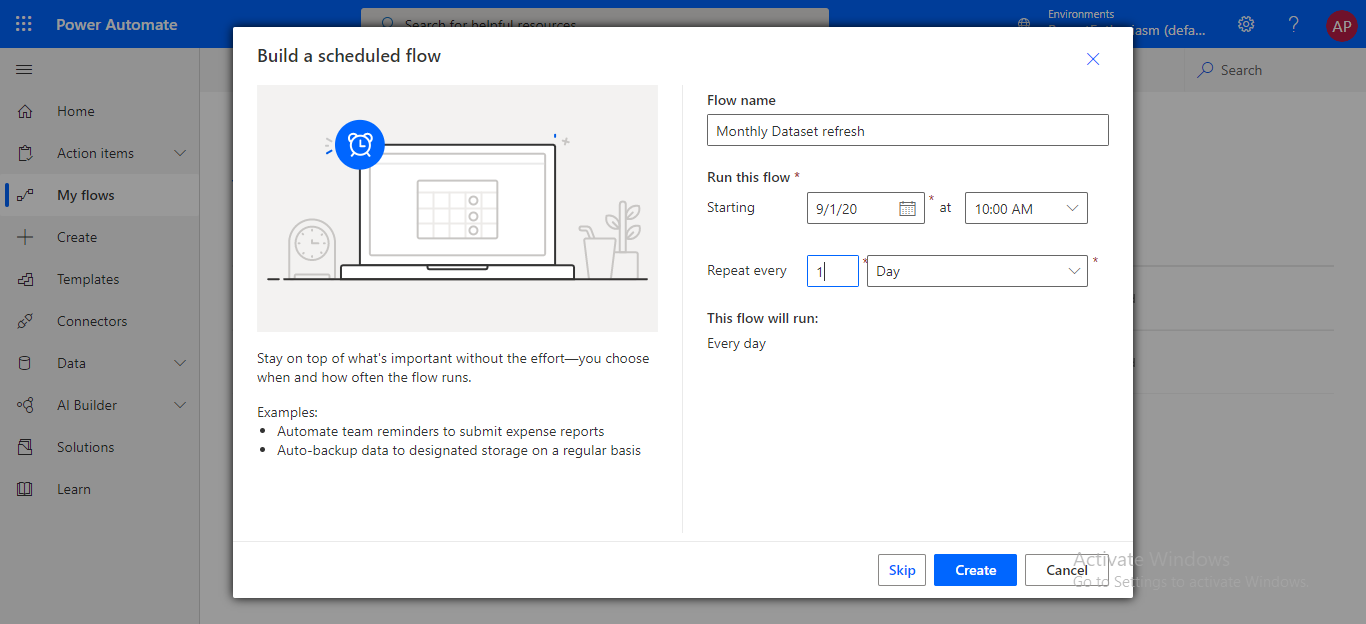 Power Automate
Search for helpful resources
Environments
asm (defa...
AP
Search
Home
Action items
My flows
Create
Templates
Connectors
Data
AI Builder
Solutions
Learn
Build a scheduled flow
Stay on top of what's important without the effort—you choose
when and how often the flow runs.
Examples:
Automate team reminders to submit expense reports
Auto-backup data to designated storage on a regular basis
Flow name
Monthly Dataset refresh
Run this flow *
Starting 9/1/20 * at 10:00 AM
Repeat every 1 * Day *
This flow will run:
Every day
Skip Create Cancel
Activate Windows
Go to Settings to activate Windows.